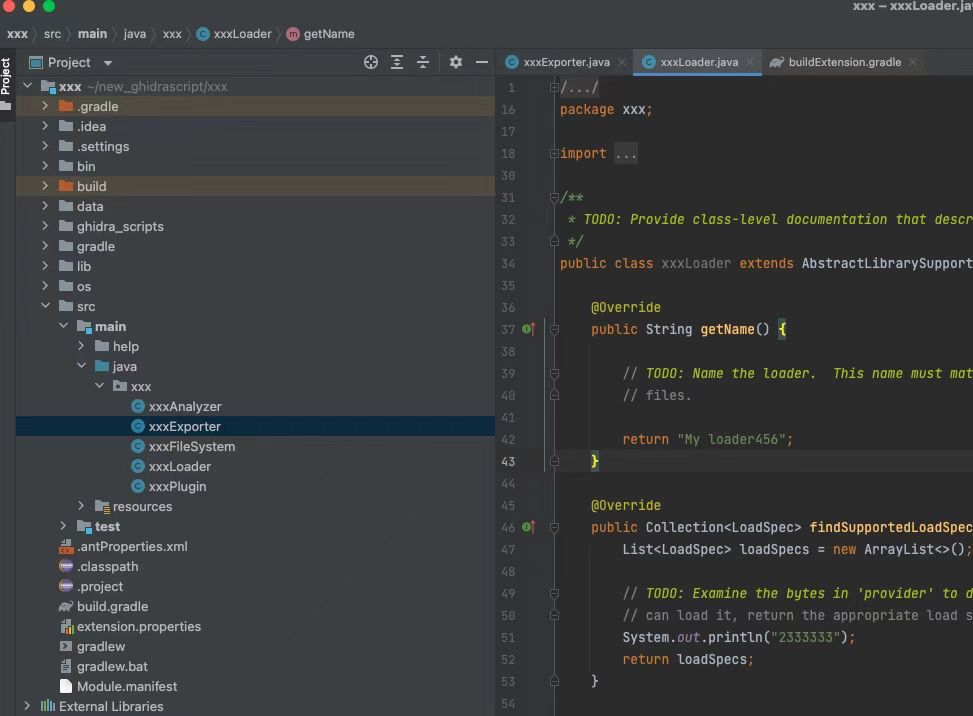 xxx – xxxLoader.java
xxx src main java xxx xxxLoader getName
Project
Project
xxx ~/new_ghidrascript/xxx
.gradle
.idea
.settings
bin
build
data
ghidra_scripts
gradle
lib
os
src
main
help
java
xxx
xxxAnalyzer
xxxExporter
xxxFileSystem
xxxLoader
xxxPlugin
resources
test
.antProperties.xml
.classpath
.project
build.gradle
extension.properties
gradlew
gradlew.bat
Module.manifest
External Libraries
xxxExporter.java xxxLoader.java buildExtension.gradle
1 /.../
16 package xxx;
17
18 import ...
30
31 /**
32 * TODO: Provide class-level documentation that descr
33 */
34 public class xxxLoader extends AbstractLibrarySupport
35
36 @Override
37 public String getName() {
38
39 // TODO: Name the loader.  This name must mat
40 // files.
41
42 return "My loader456";
43 }
44
45 @Override
46 public Collection<LoadSpec> findSupportedLoadSpec
47 List<LoadSpec> loadSpecs = new ArrayList<>();
48
49 // TODO: Examine the bytes in 'provider' to d
50 // can load it, return the appropriate load s
51 System.out.println("2333333");
52 return loadSpecs;
53 }
54